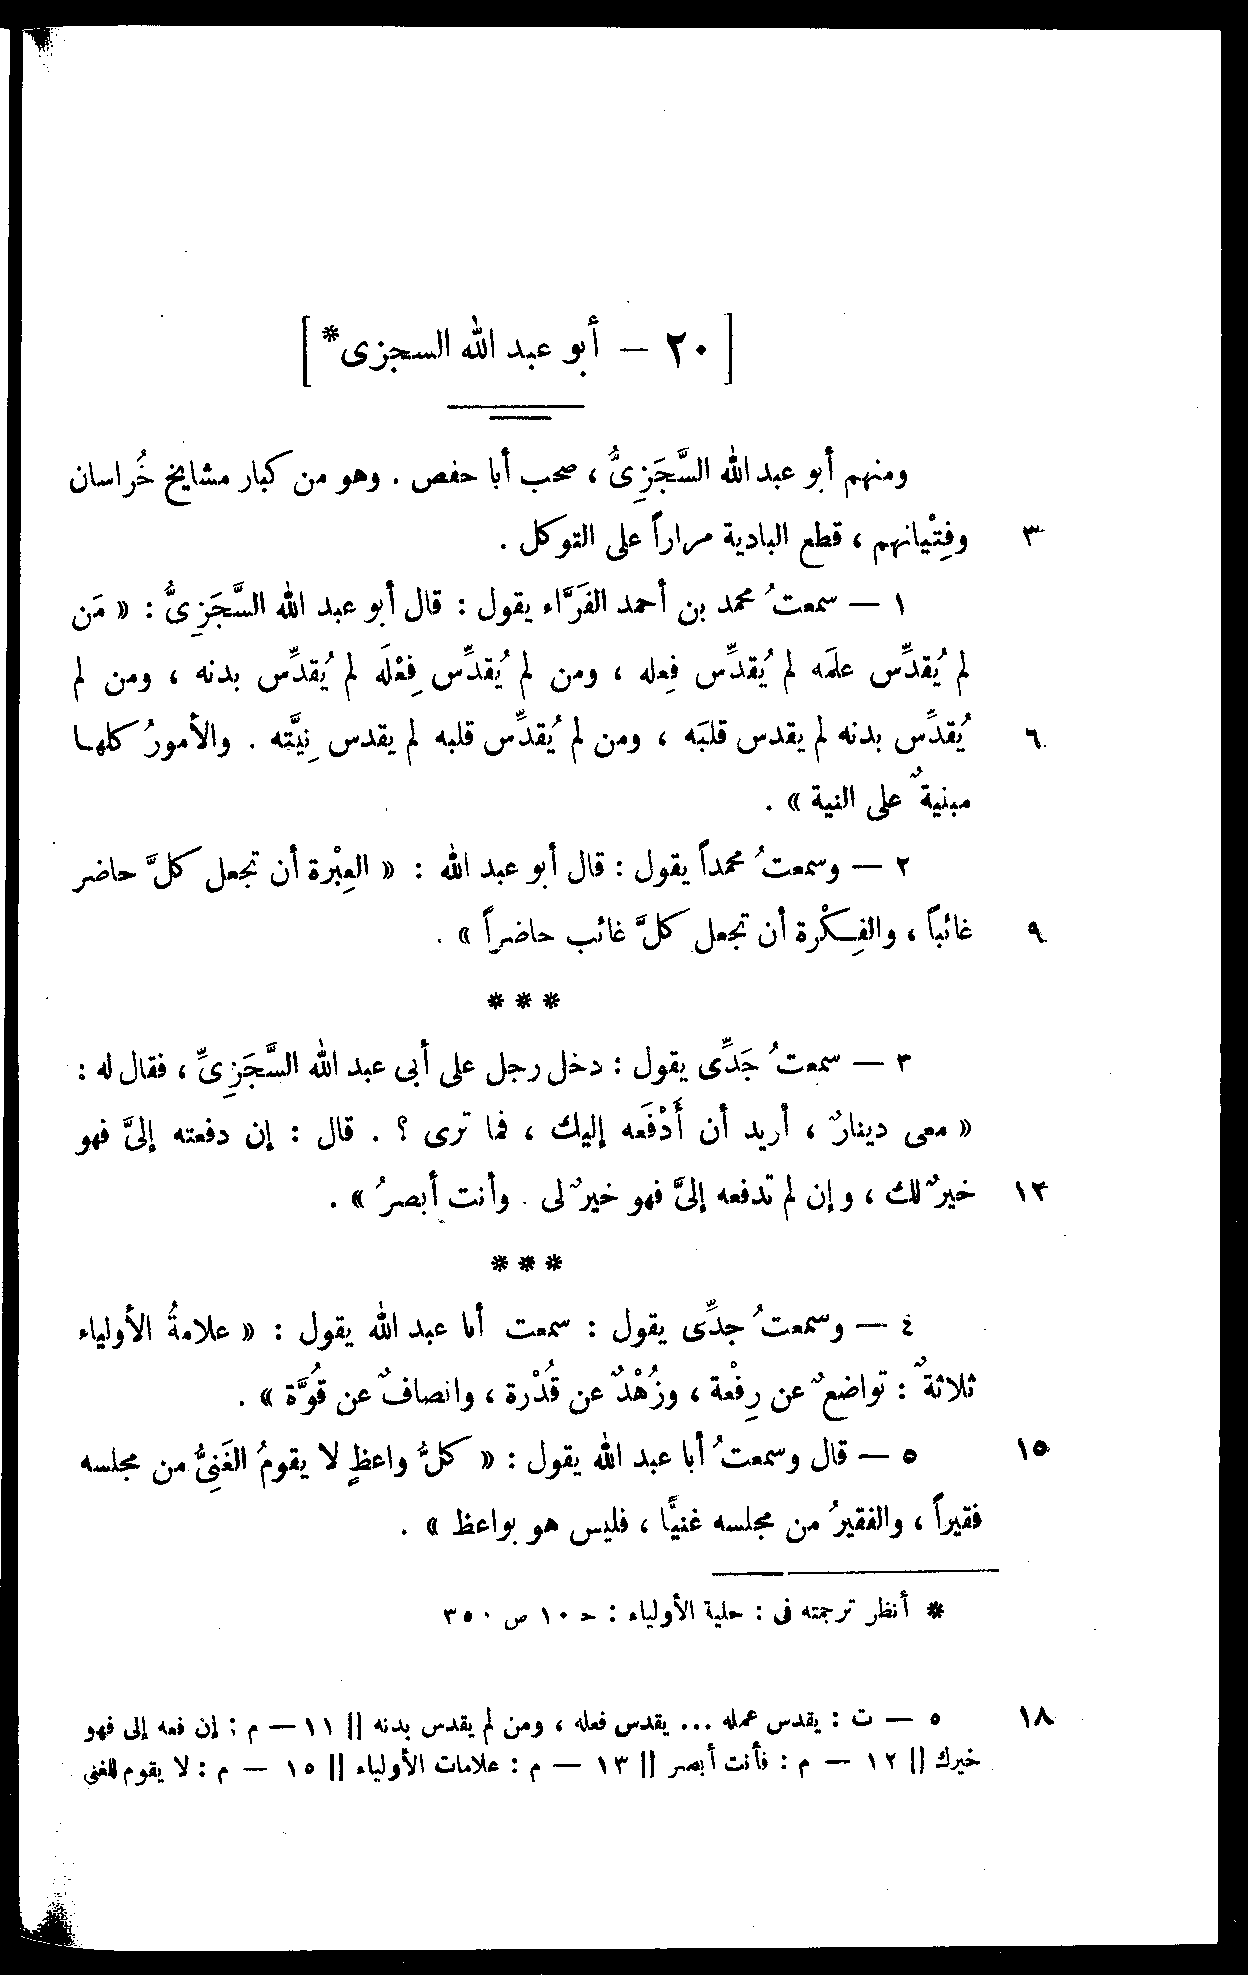 [ ٢٠ — أبو عبد الله السجزى* ]
ومنهم أبو عبد الله السَّجَزِىُّ ، صحب أبا حفص . وهو من كبار مشايخ خُراسان
٣ وفِتْيانهم ، قطع البادية مراراً على التوكل .
١ — سمعتُ محمد بن أحمد الفَرَّاء يقول : قال أبو عبد الله السَّجَزِىُّ : « مَن
لم يُقدِّس علمَه لم يُقدِّس فِعله ، ومن لم يُقدِّس فِعْلَه لم يُقدِّس بدنه ، ومن لم
٦ يُقدِّس بدنه لم يقدس قلبَه ، ومن لم يُقدِّس قلبه لم يقدس نِيَّته . والأمورُ كلها
مبنيةٌ على النية » .
٢ — وسمعتُ محمداً يقول : قال أبو عبد الله : « العِبْرة أن تجعل كلَّ حاضر
٩ غائباً ، والفِكْرة أن تجعل كلَّ غائب حاضراً » .
* * *
٣ — سمعتُ جَدِّى يقول : دخل رجل على أبى عبد الله السَّجَزِىِّ ، فقال له :
« معى دينارٌ ، أريد أن أَدْفَعه إليك ، فما ترى ؟ . قال : إن دفعته إلىَّ فهو
١٢ خيرٌ لك ، وإن لم تدفعه إلىَّ فهو خيرٌ لى . وأنت أبصرُ » .
* * *
٤ — وسمعتُ جدِّى يقول : سمعت أبا عبد الله يقول : « علامةُ الأولياء
ثلاثةٌ : تواضعٌ عن رِفْعة ، وزُهْدٌ عن قُدْرة ، وانصافٌ عن قُوَّة » .
١٥ ٥ — قال وسمعتُ أبا عبد الله يقول : « كلُّ واعظٍ لا يقومُ الغَنِىُّ من مجلسه
فقيراً ، والفقيرُ من مجلسه غنيًّا ، فليس هو بواعظ » .
* أنظر ترجمته فى : حلية الأولياء : ح ١٠ ص ٣٥٠
١٨ ٥ — ت : يقدس عمله ... يقدس فعله ، ومن لم يقدس بدنه || ١١ — م : إن فعه إلى فهو
خيرك || ١٢ — م : فأنت أبصر || ١٣ — م : علامات الأولياء || ١٥ — م : لا يقوم للغنى